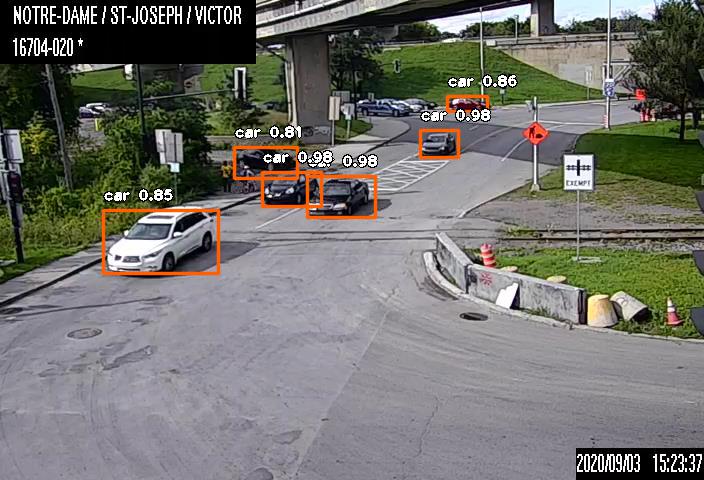 NOTRE-DAME / ST-JOSEPH / VICTOR
16704-020 *
car 0.86
car 0.98
car 0.81
car 0.98
0.98
car 0.85
EXEMPT
2020/09/03 15:23:37